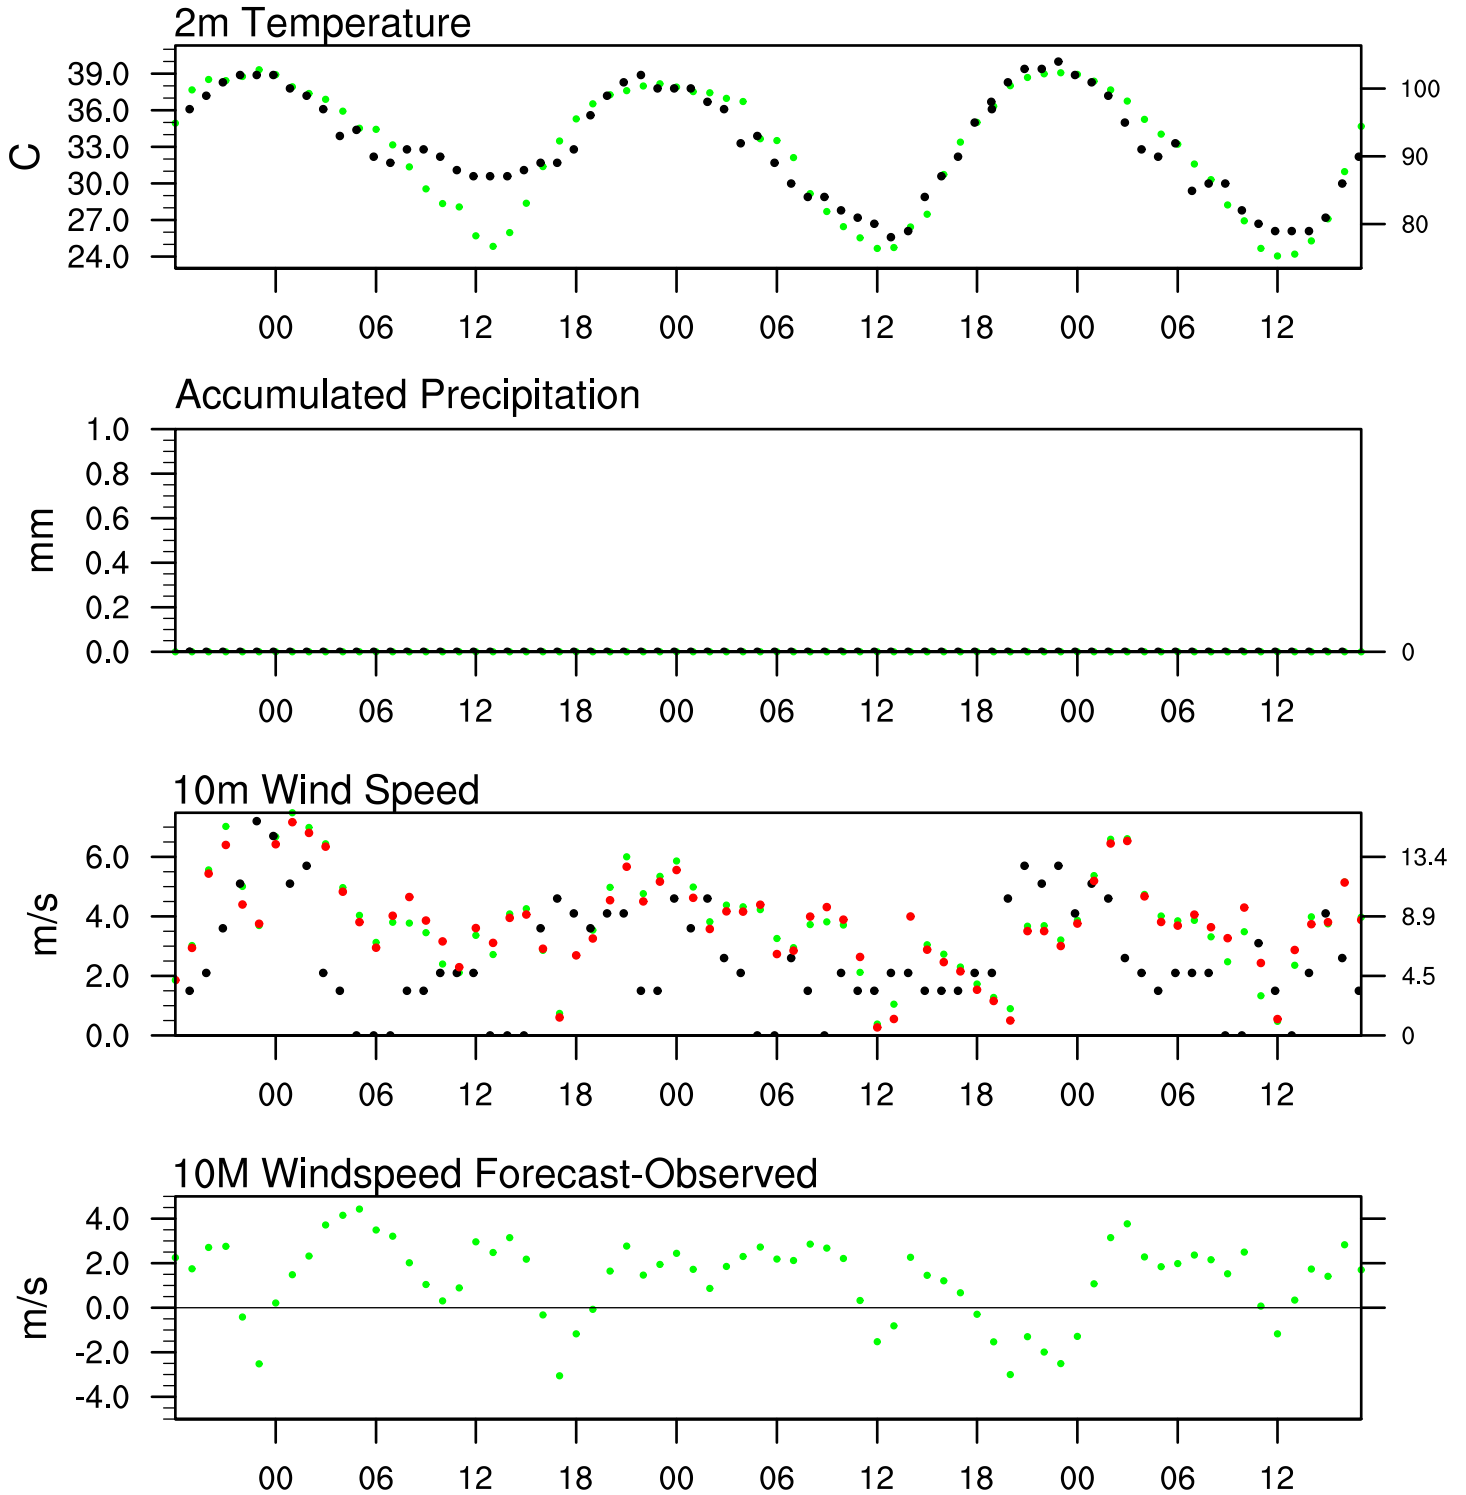 2m Temperature
39.0
36.0
33.0
30.0
27.0
24.0
C
100
90
80
00 06 12 18 00 06 12 18 00 06 12
Accumulated Precipitation
1.0
0.8
0.6
0.4
0.2
0.0
mm
0
00 06 12 18 00 06 12 18 00 06 12
10m Wind Speed
6.0
4.0
2.0
0.0
m/s
13.4
8.9
4.5
0
00 06 12 18 00 06 12 18 00 06 12
10M Windspeed Forecast-Observed
4.0
2.0
0.0
-2.0
-4.0
m/s
00 06 12 18 00 06 12 18 00 06 12